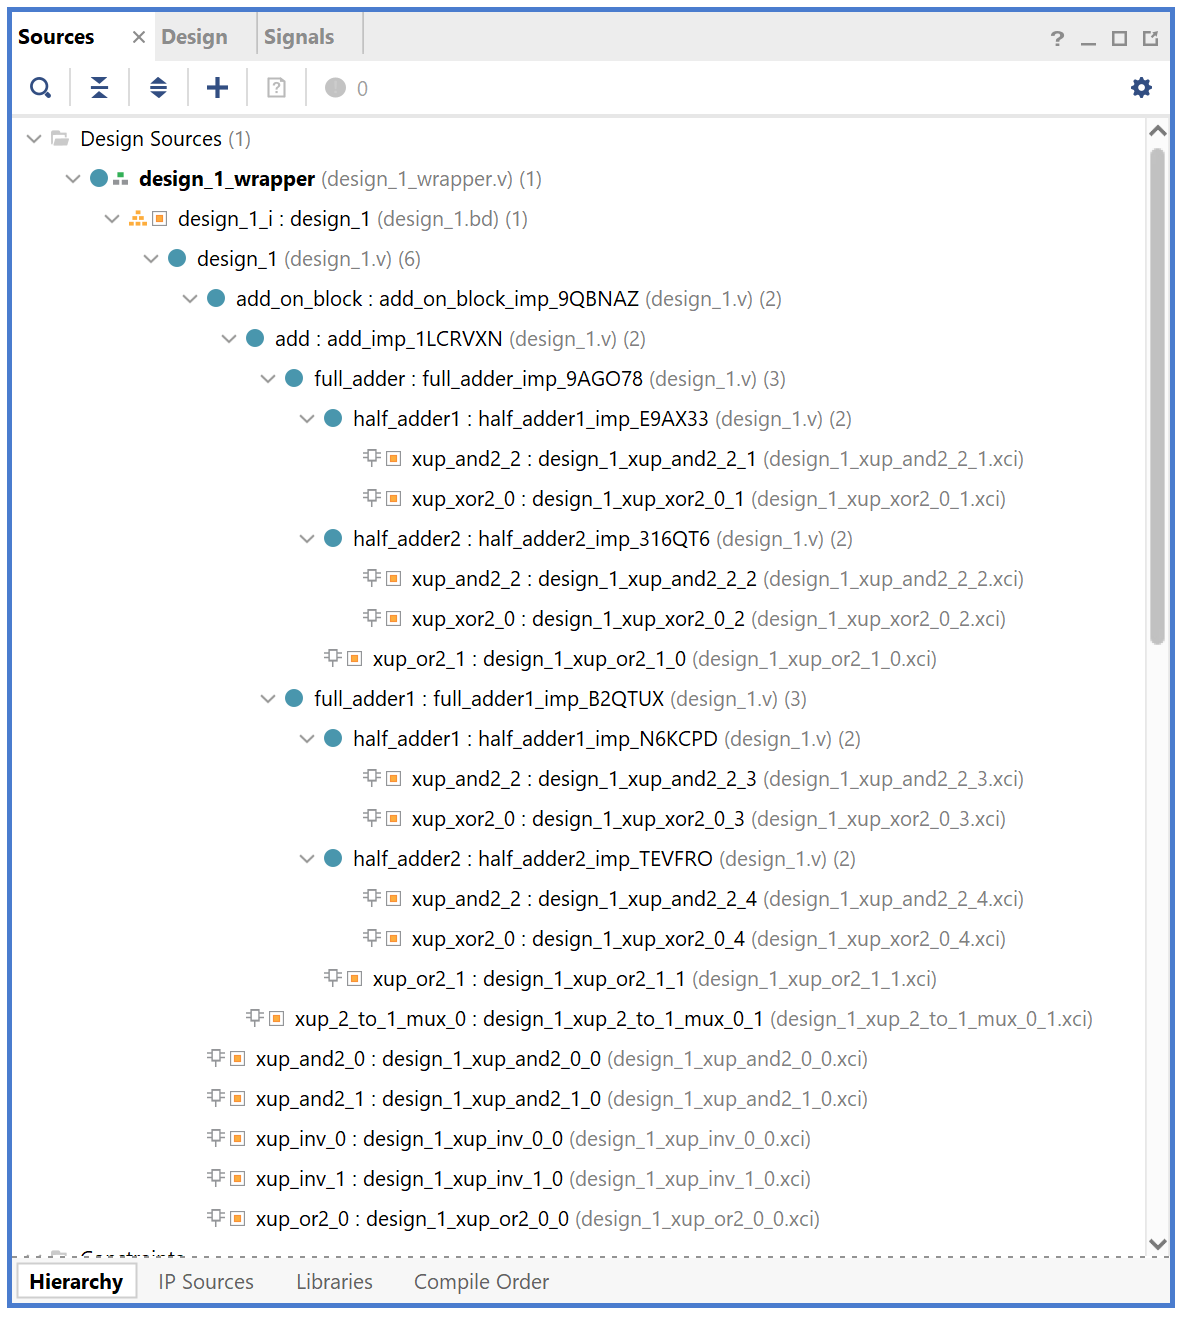 Sources Design Signals
0
Design Sources (1)
design_1_wrapper (design_1_wrapper.v) (1)
design_1_i : design_1 (design_1.bd) (1)
design_1 (design_1.v) (6)
add_on_block : add_on_block_imp_9QBNAZ (design_1.v) (2)
add : add_imp_1LCRVXN (design_1.v) (2)
full_adder : full_adder_imp_9AGO78 (design_1.v) (3)
half_adder1 : half_adder1_imp_E9AX33 (design_1.v) (2)
xup_and2_2 : design_1_xup_and2_2_1 (design_1_xup_and2_2_1.xci)
xup_xor2_0 : design_1_xup_xor2_0_1 (design_1_xup_xor2_0_1.xci)
half_adder2 : half_adder2_imp_316QT6 (design_1.v) (2)
xup_and2_2 : design_1_xup_and2_2_2 (design_1_xup_and2_2_2.xci)
xup_xor2_0 : design_1_xup_xor2_0_2 (design_1_xup_xor2_0_2.xci)
xup_or2_1 : design_1_xup_or2_1_0 (design_1_xup_or2_1_0.xci)
full_adder1 : full_adder1_imp_B2QTUX (design_1.v) (3)
half_adder1 : half_adder1_imp_N6KCPD (design_1.v) (2)
xup_and2_2 : design_1_xup_and2_2_3 (design_1_xup_and2_2_3.xci)
xup_xor2_0 : design_1_xup_xor2_0_3 (design_1_xup_xor2_0_3.xci)
half_adder2 : half_adder2_imp_TEVFRO (design_1.v) (2)
xup_and2_2 : design_1_xup_and2_2_4 (design_1_xup_and2_2_4.xci)
xup_xor2_0 : design_1_xup_xor2_0_4 (design_1_xup_xor2_0_4.xci)
xup_or2_1 : design_1_xup_or2_1_1 (design_1_xup_or2_1_1.xci)
xup_2_to_1_mux_0 : design_1_xup_2_to_1_mux_0_1 (design_1_xup_2_to_1_mux_0_1.xci)
xup_and2_0 : design_1_xup_and2_0_0 (design_1_xup_and2_0_0.xci)
xup_and2_1 : design_1_xup_and2_1_0 (design_1_xup_and2_1_0.xci)
xup_inv_0 : design_1_xup_inv_0_0 (design_1_xup_inv_0_0.xci)
xup_inv_1 : design_1_xup_inv_1_0 (design_1_xup_inv_1_0.xci)
xup_or2_0 : design_1_xup_or2_0_0 (design_1_xup_or2_0_0.xci)
Hierarchy IP Sources Libraries Compile Order